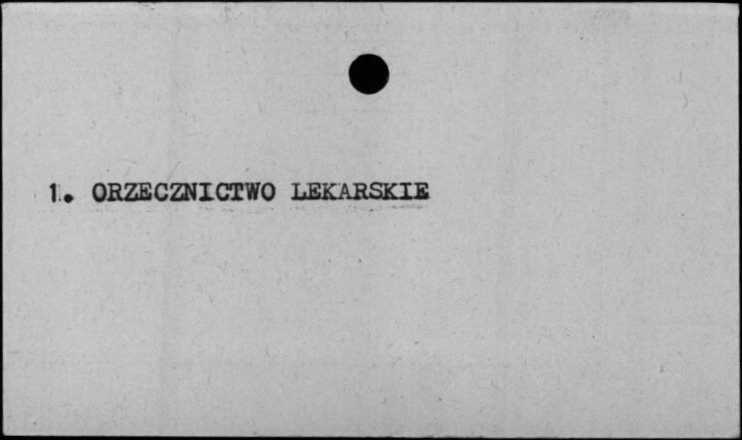 1. ORZECZNICTWO LEKARSKIE